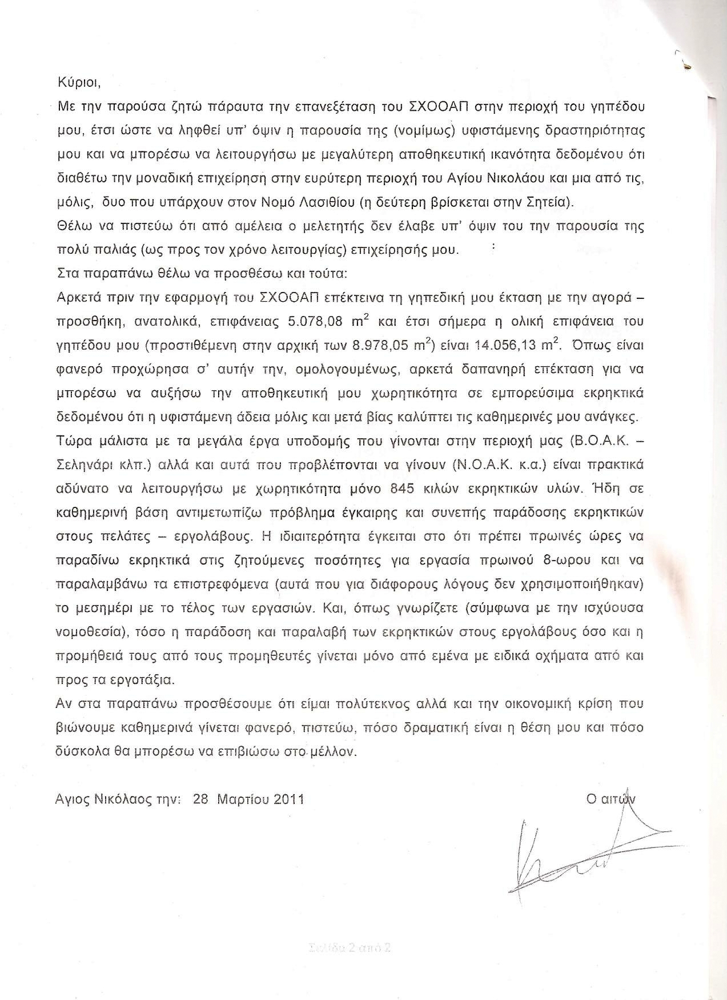 Κύριοι,
Με την παρούσα ζητώ πάραυτα την επανεξέταση του ΣΧΟΟΑΠ στην περιοχή του γηπέδου
μου, έτσι ώστε να ληφθεί υπ’ όψιν η παρουσία της (νομίμως) υφιστάμενης δραστηριότητας
μου και να μπορέσω να λειτουργήσω με μεγαλύτερη αποθηκευτική ικανότητα δεδομένου ότι
διαθέτω την μοναδική επιχείρηση στην ευρύτερη περιοχή του Αγίου Νικολάου και μια από τις,
μόλις, δυο που υπάρχουν στον Νομό Λασιθίου (η δεύτερη βρίσκεται στην Σητεία).
Θέλω να πιστεύω ότι από αμέλεια ο μελετητής δεν έλαβε υπ’ όψιν του την παρουσία της
πολύ παλιάς (ως προς τον χρόνο λειτουργίας) επιχείρησής μου.
Στα παραπάνω θέλω να προσθέσω και τούτα:
Αρκετά πριν την εφαρμογή του ΣΧΟΟΑΠ επέκτεινα τη γηπεδική μου έκταση με την αγορά –
προσθήκη, ανατολικά, επιφάνειας 5.078,08 m² και έτσι σήμερα η ολική επιφάνεια του
γηπέδου μου (προστιθέμενη στην αρχική των 8.978,05 m²) είναι 14.056,13 m². Όπως είναι
φανερό προχώρησα σ’ αυτήν την, ομολογουμένως, αρκετά δαπανηρή επέκταση για να
μπορέσω να αυξήσω την αποθηκευτική μου χωρητικότητα σε εμπορεύσιμα εκρηκτικά
δεδομένου ότι η υφιστάμενη άδεια μόλις και μετά βίας καλύπτει τις καθημερινές μου ανάγκες.
Τώρα μάλιστα με τα μεγάλα έργα υποδομής που γίνονται στην περιοχή μας (Β.Ο.Α.Κ. –
Σεληνάρι κλπ.) αλλά και αυτά που προβλέπονται να γίνουν (Ν.Ο.Α.Κ. κ.α.) είναι πρακτικά
αδύνατο να λειτουργήσω με χωρητικότητα μόνο 845 κιλών εκρηκτικών υλών. Ήδη σε
καθημερινή βάση αντιμετωπίζω πρόβλημα έγκαιρης και συνεπής παράδοσης εκρηκτικών
στους πελάτες – εργολάβους. Η ιδιαιτερότητα έγκειται στο ότι πρέπει πρωινές ώρες να
παραδίνω εκρηκτικά στις ζητούμενες ποσότητες για εργασία πρωινού 8-ωρου και να
παραλαμβάνω τα επιστρεφόμενα (αυτά που για διάφορους λόγους δεν χρησιμοποιήθηκαν)
το μεσημέρι με το τέλος των εργασιών. Και, όπως γνωρίζετε (σύμφωνα με την ισχύουσα
νομοθεσία), τόσο η παράδοση και παραλαβή των εκρηκτικών στους εργολάβους όσο και η
προμήθειά τους από τους προμηθευτές γίνεται μόνο από εμένα με ειδικά οχήματα από και
προς τα εργοτάξια.
Αν στα παραπάνω προσθέσουμε ότι είμαι πολύτεκνος αλλά και την οικονομική κρίση που
βιώνουμε καθημερινά γίνεται φανερό, πιστεύω, πόσο δραματική είναι η θέση μου και πόσο
δύσκολα θα μπορέσω να επιβιώσω στο μέλλον.
Αγιος Νικόλαος την: 28 Μαρτίου 2011 Ο αιτών
Σελίδα 2 από 2